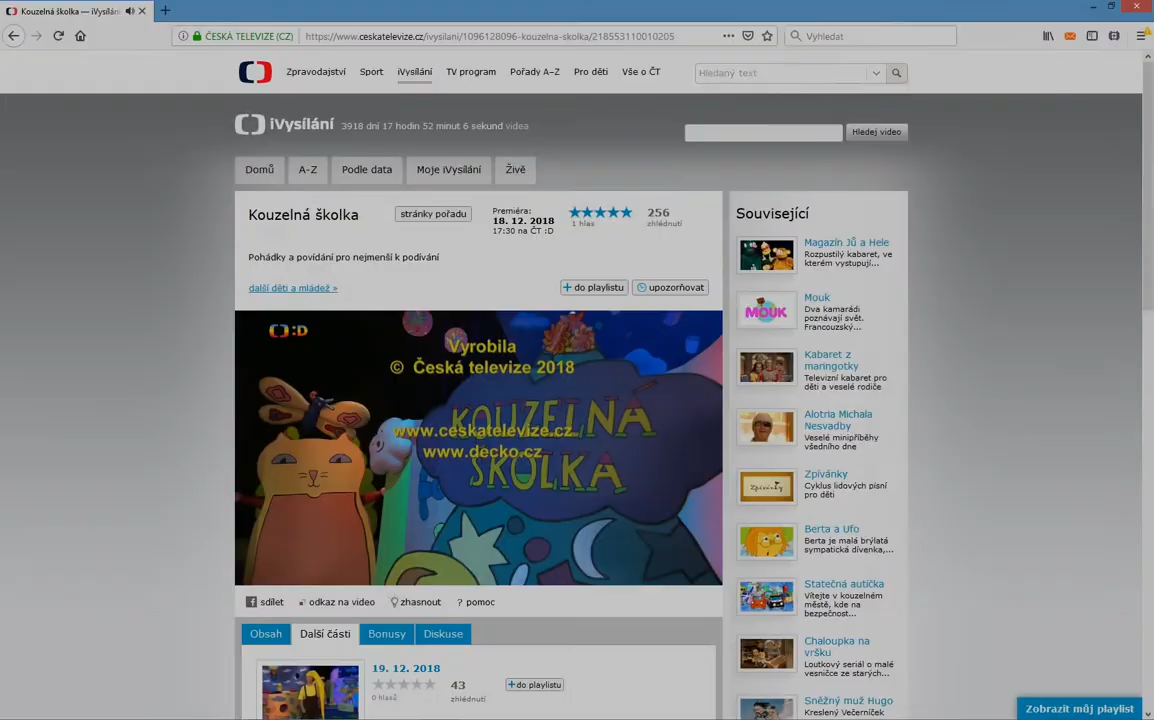 Kouzelná školka — iVysílání
ČESKÁ TELEVIZE (CZ)
https://www.ceskatelevize.cz/ivysilani/1096128096-kouzelna-skolka/218553110010205
Vyhledat
Zpravodajství Sport iVysílání TV program Pořady A–Z Pro děti Vše o ČT
Hledaný text
iVysílání 3918 dní 17 hodin 52 minut 6 sekund videa
Hledej video
Domů A-Z Podle data Moje iVysílání Živě
Kouzelná školka
stránky pořadu
Premiéra:
18. 12. 2018
17:30 na ČT :D
1 hlas
256
zhlédnutí
Pohádky a povídání pro nejmenší k podívání
další děti a mládež »
+ do playlistu
upozorňovat
:D
Vyrobila
© Česká televize 2018
KOUZELNÁ
ŠKOLKA
www.ceskatelevize.cz
www.decko.cz
sdílet odkaz na video zhasnout ? pomoc
Obsah Další části Bonusy Diskuse
19. 12. 2018
0 hlasů
43
zhlédnutí
+do playlistu
Související
Magazín Jů a Hele
Rozpustilý kabaret, ve
kterém vystupují...
MOUK
Mouk
Dva kamarádi
poznávají svět.
Francouzský...
Kabaret z
maringotky
Televizní kabaret pro
děti a veselé rodiče
Alotria Michala
Nesvadby
Veselé minipříběhy
všedního dne
Zpívánky
Zpívánky
Cyklus lidových písní
pro děti
Berta a Ufo
Berta je malá brýlatá
sympatická dívenka,...
Statečná autíčka
Vítejte v kouzelném
městě, kde na
bezpečnost...
Chaloupka na
vršku
Loutkový seriál o malé
vesničce ze starých...
Sněžný muž Hugo
Kreslený Večerníček
Zobrazit můj playlist